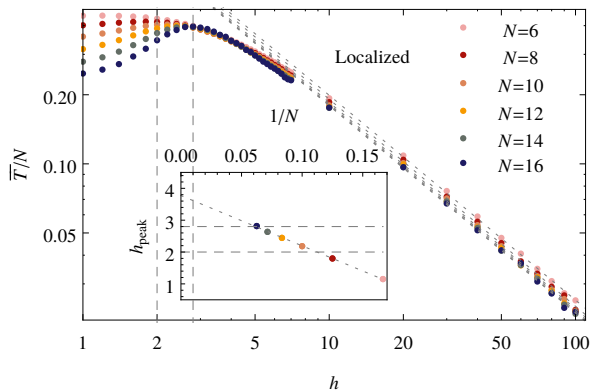 Localized
N=6
N=8
N=10
N=12
N=14
N=16
0.20
0.10
0.05
T̅/N
1/N
0.00 0.05 0.10 0.15
4
3
2
1
h_peak
1 2 5 10 20 50 100
h